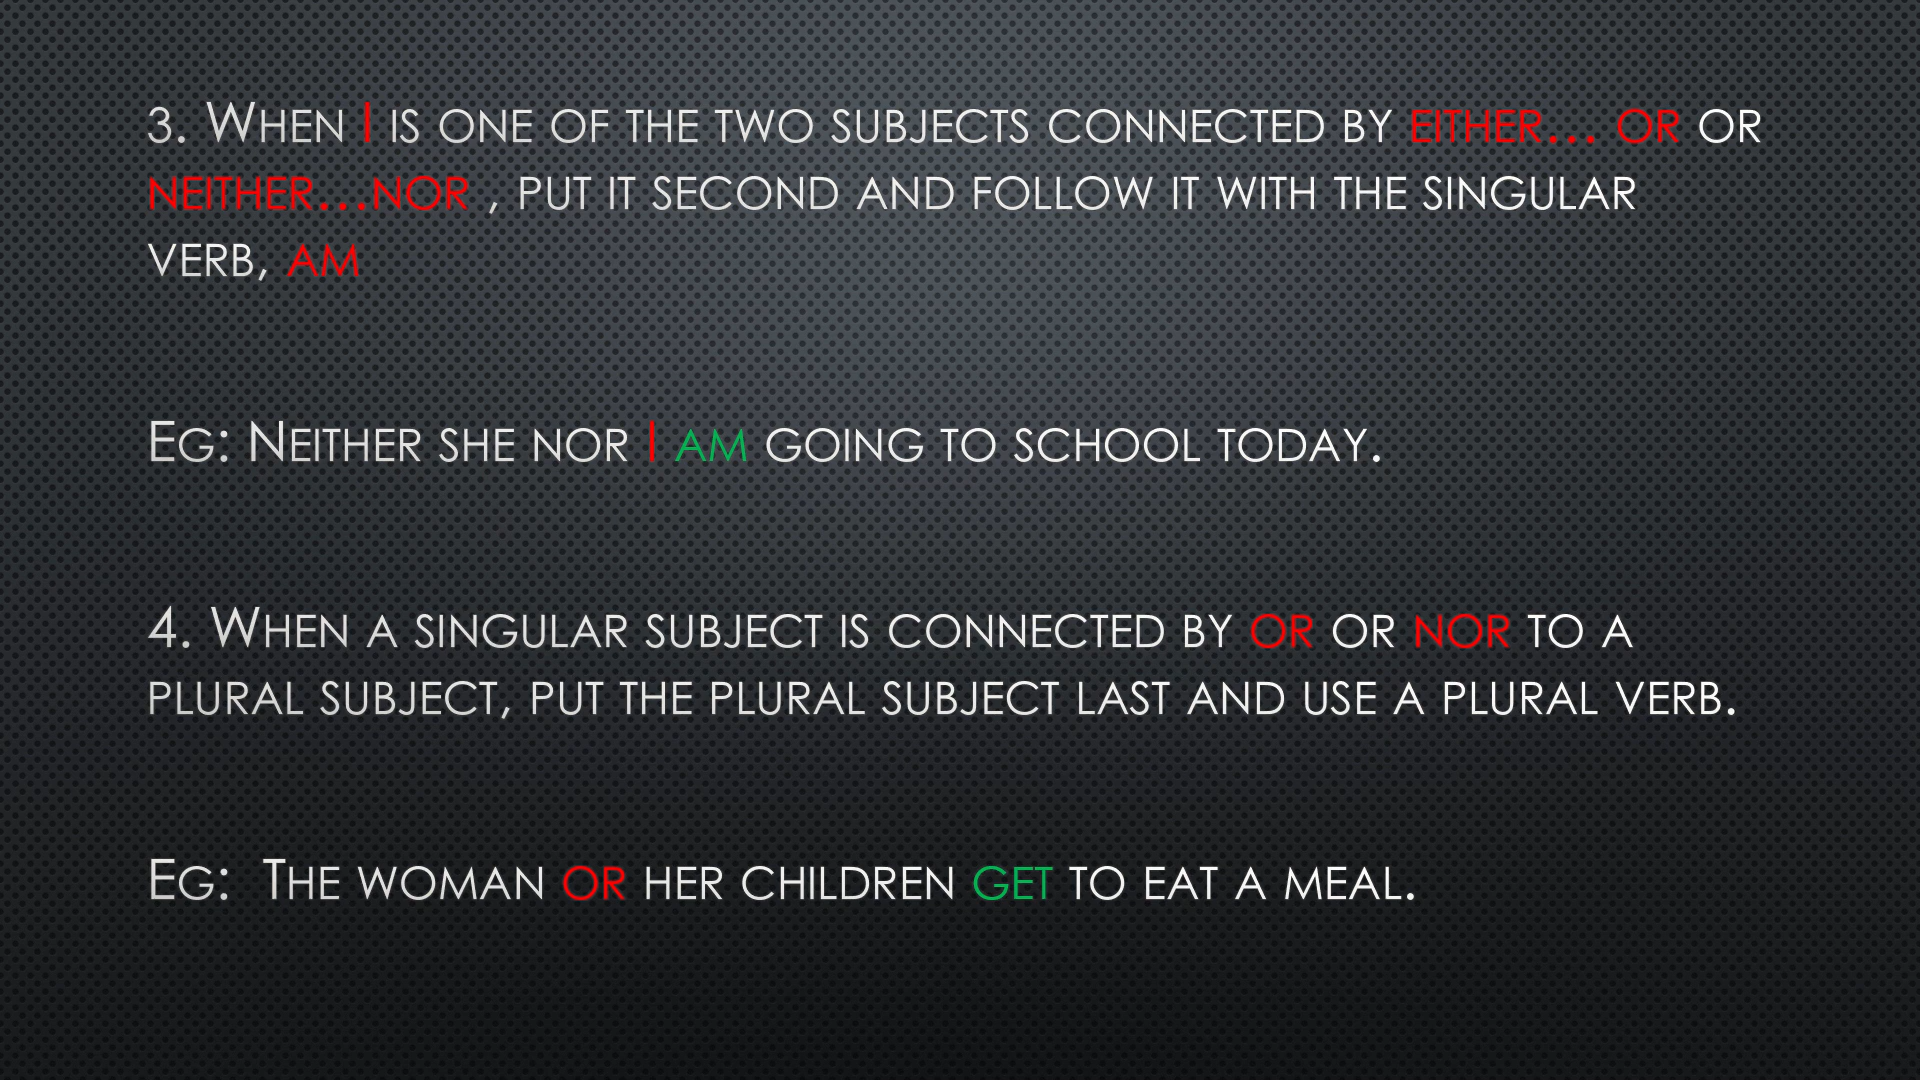 3. When I is one of the two subjects connected by either… or or
neither…nor , put it second and follow it with the singular
verb, am
Eg: Neither she nor I am going to school today.
4. When a singular subject is connected by or or nor to a
plural subject, put the plural subject last and use a plural verb.
Eg:  The woman or her children get to eat a meal.